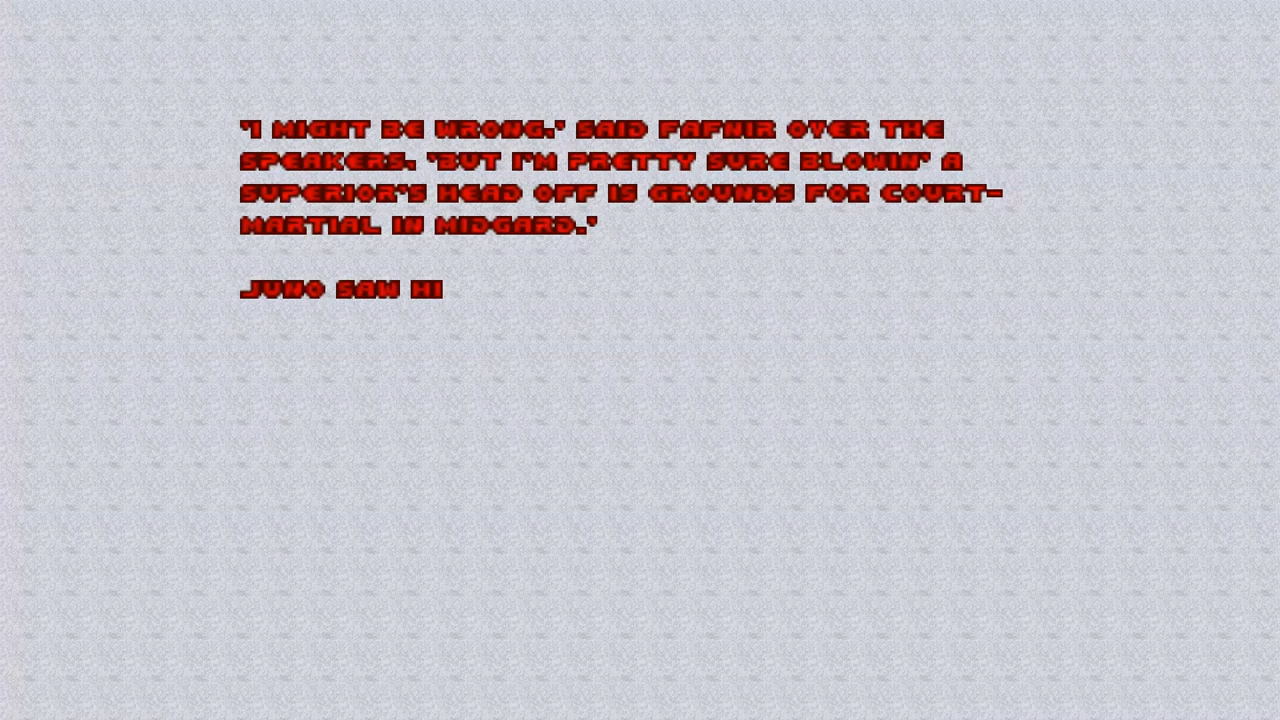 'I MIGHT BE WRONG,' SAID FAFNIR OVER THE
SPEAKERS, 'BUT I'M PRETTY SURE BLOWIN' A
SUPERIOR'S HEAD OFF IS GROUNDS FOR COURT-
MARTIAL IN MIDGARD.'

JUNO SAW HI